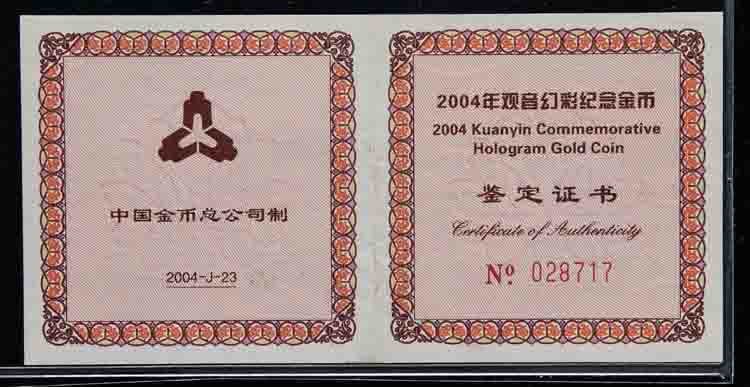 中国金币总公司制
2004-J-23
2004年观音幻彩纪念金币
2004 Kuanyin Commemorative
Hologram Gold Coin
鉴定证书
Certificate of Authenticity
Nº 028717